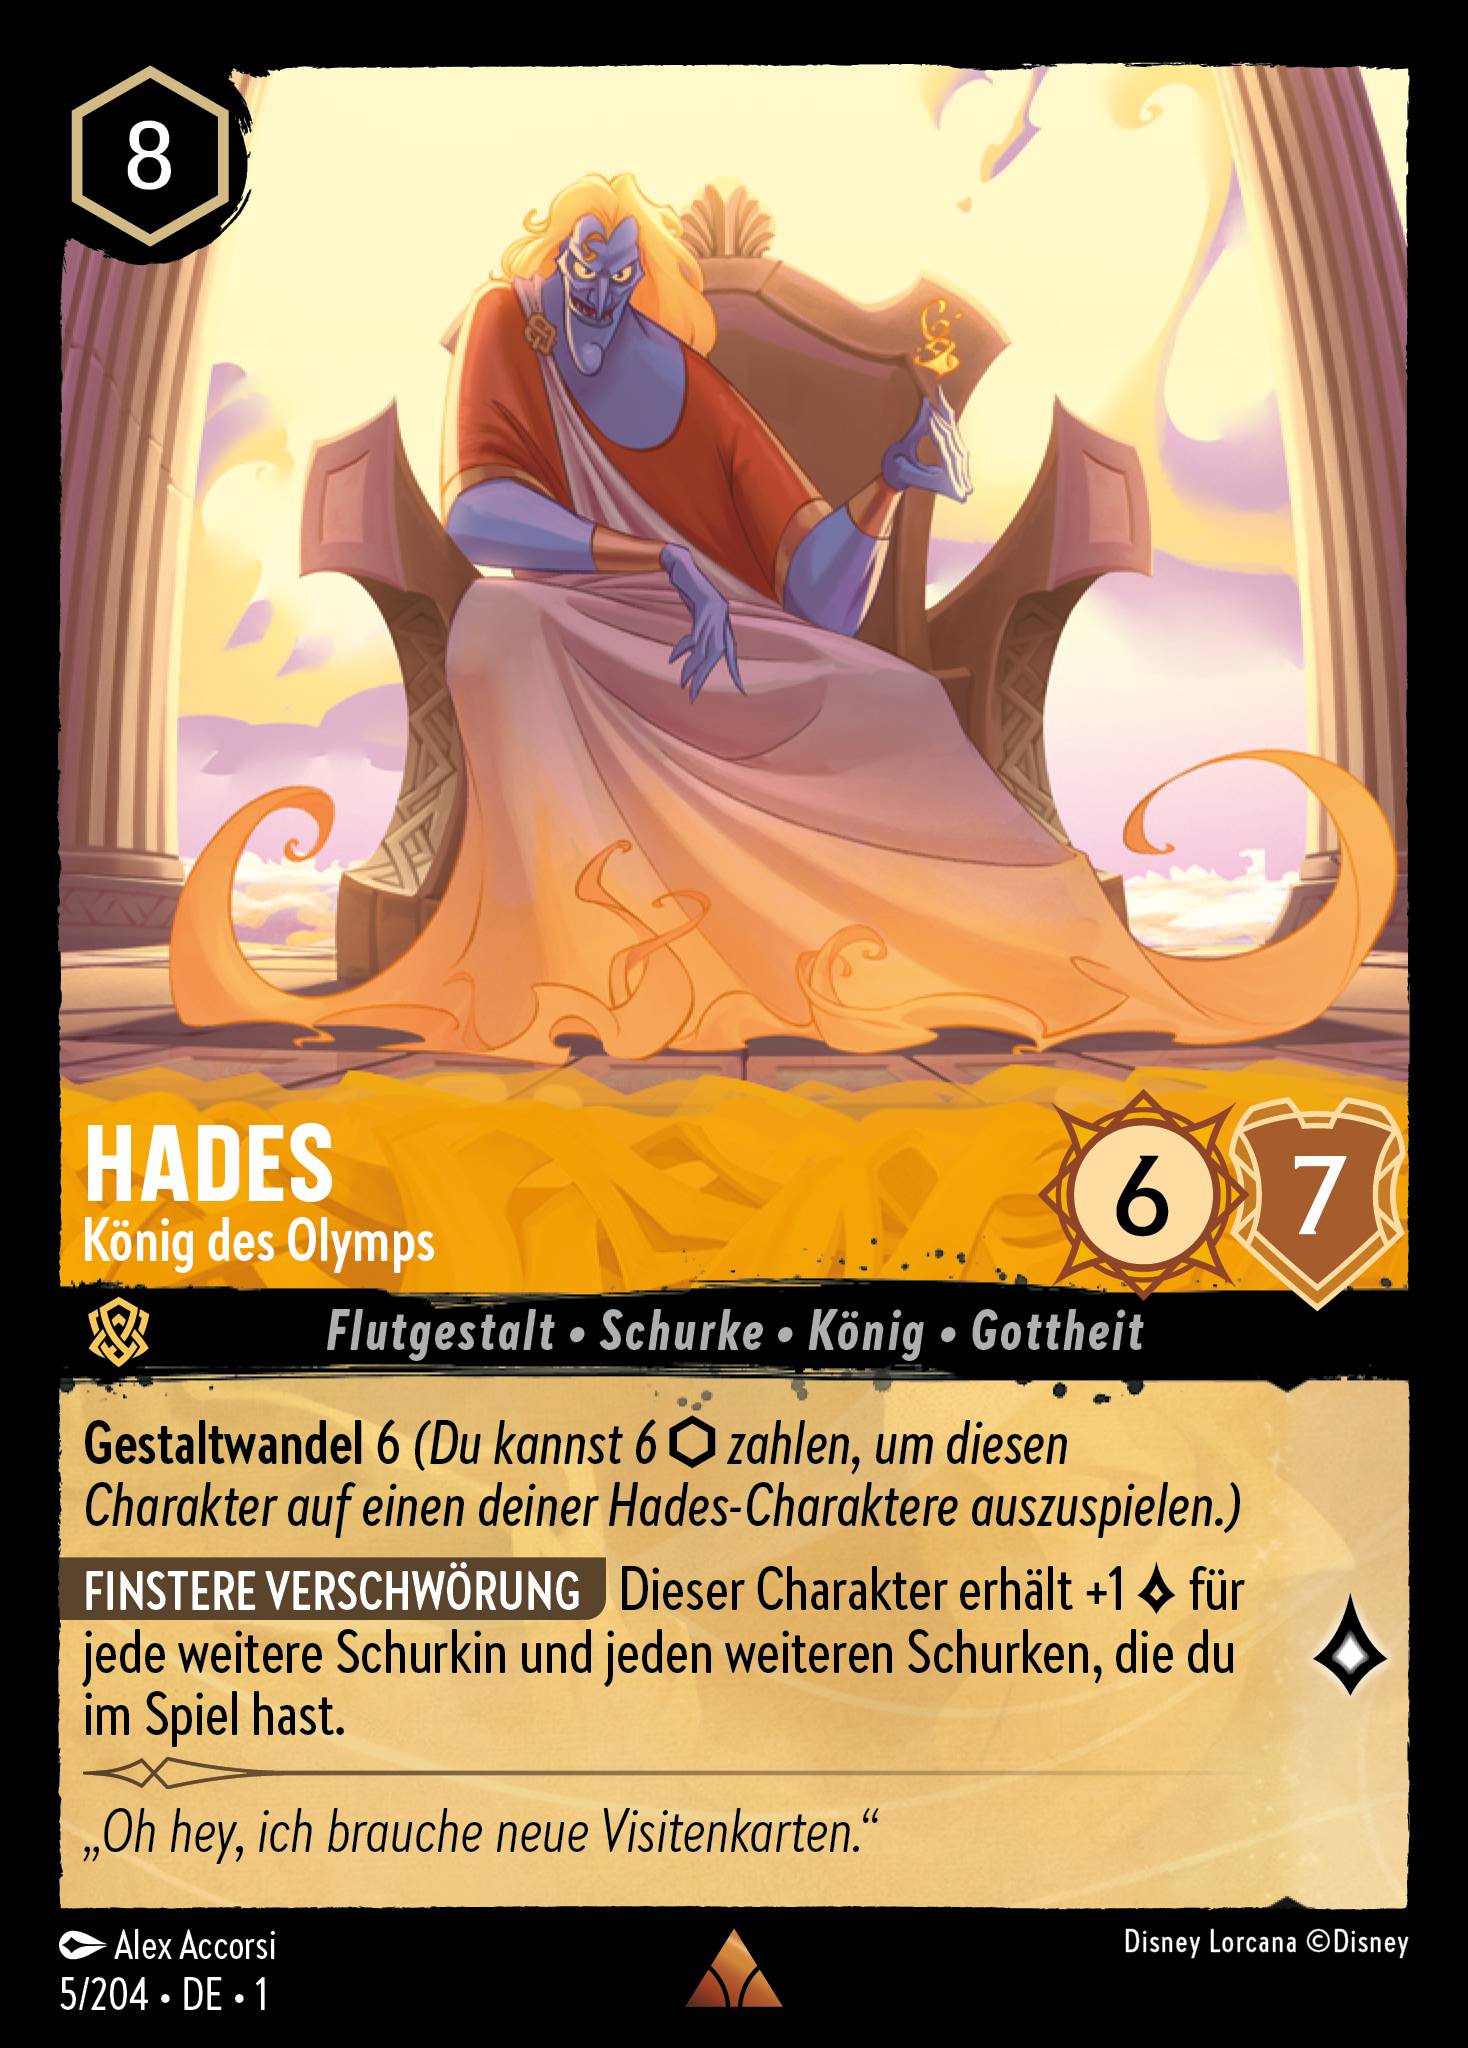 8
HADES
König des Olymps
6
7
Flutgestalt • Schurke • König • Gottheit
Gestaltwandel 6 (Du kannst 6 ⬡ zahlen, um diesen
Charakter auf einen deiner Hades-Charaktere auszuspielen.)
FINSTERE VERSCHWÖRUNG Dieser Charakter erhält +1 für
jede weitere Schurkin und jeden weiteren Schurken, die du
im Spiel hast.
„Oh hey, ich brauche neue Visitenkarten.“
Alex Accorsi
Disney Lorcana ©Disney
5/204 • DE • 1